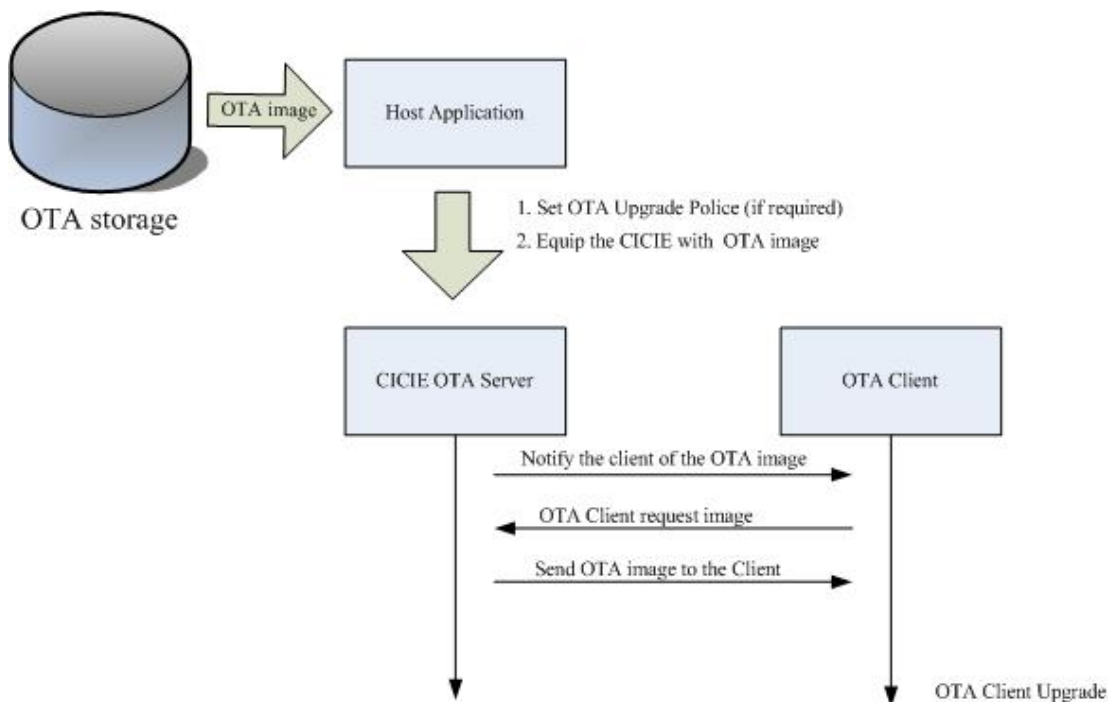 OTA image
Host Application
OTA storage
1. Set OTA Upgrade Police (if required)
2. Equip the CICIE with OTA image
CICIE OTA Server
OTA Client
Notify the client of the OTA image
OTA Client request image
Send OTA image to the Client
OTA Client Upgrade